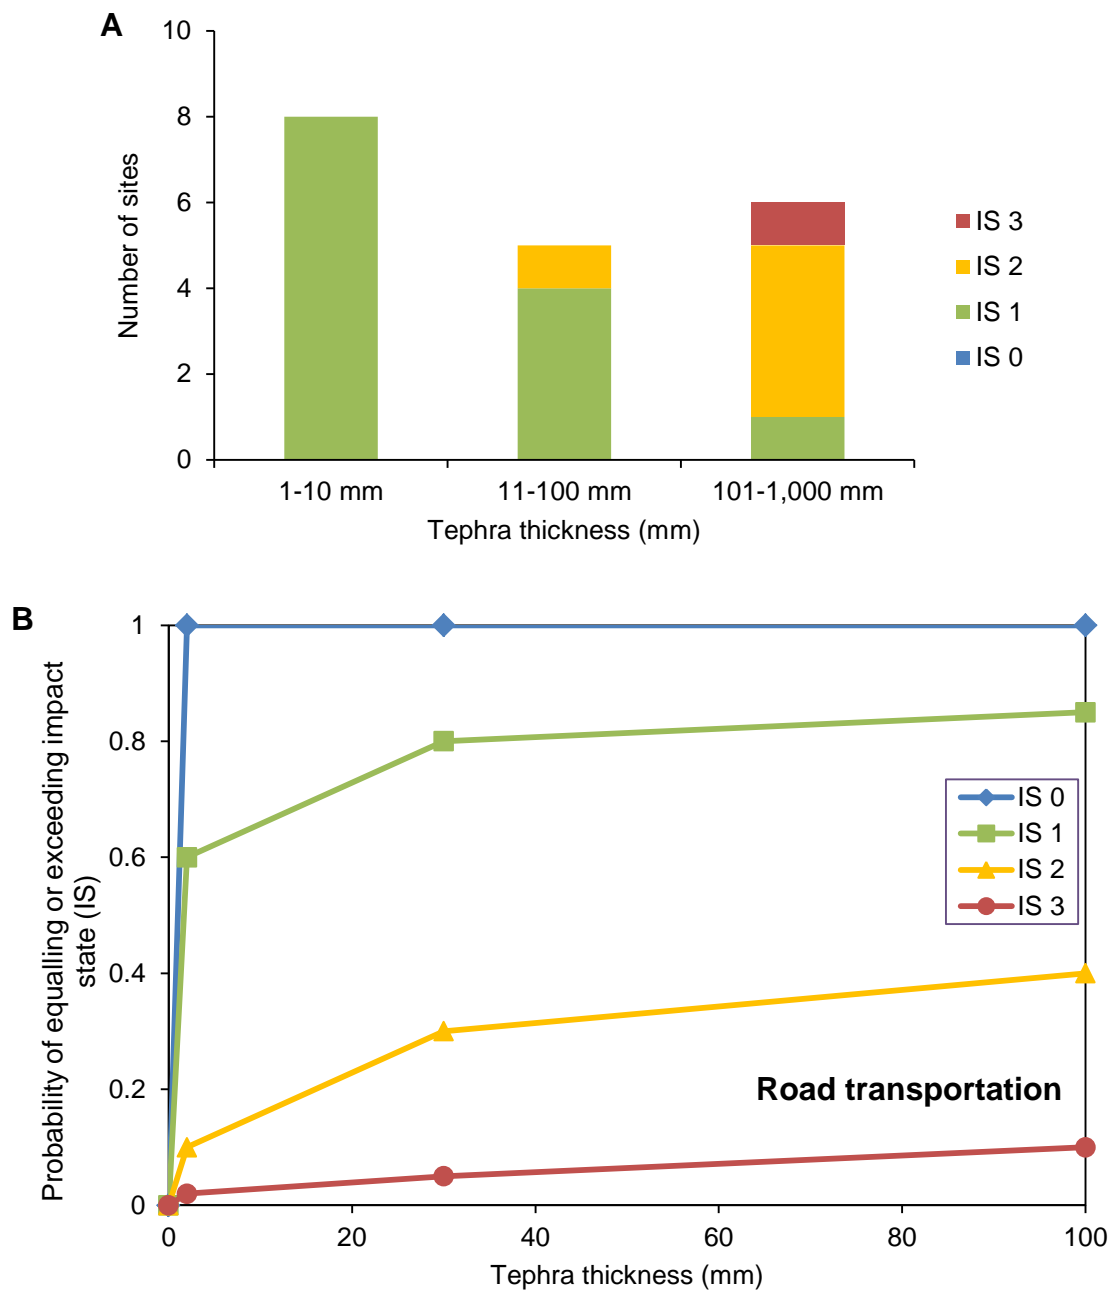 A
10
8
6
4
2
0
Number of sites
1-10 mm 11-100 mm 101-1,000 mm
Tephra thickness (mm)
IS 3
IS 2
IS 1
IS 0
B
1
0.8
0.6
0.4
0.2
0
Probability of equalling or exceeding impact
state (IS)
IS 0
IS 1
IS 2
IS 3
Road transportation
0 20 40 60 80 100
Tephra thickness (mm)